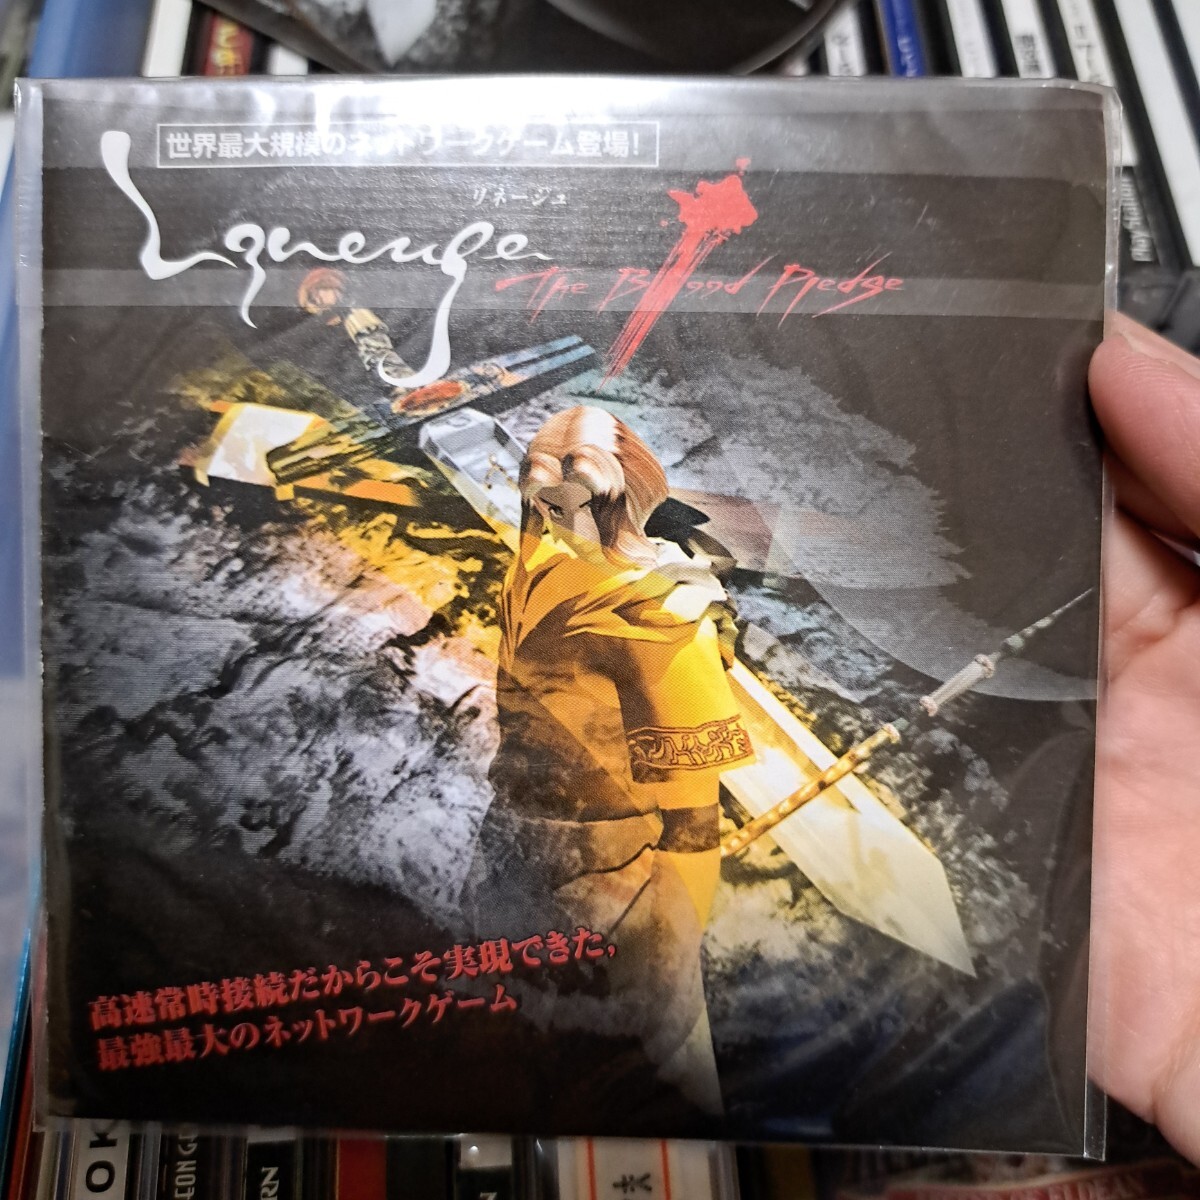 世界最大規模のネットワークゲーム登場!
リネージュ
Lineage
The Blood Pledge
高速常時接続だからこそ実現できた,
最強最大のネットワークゲーム